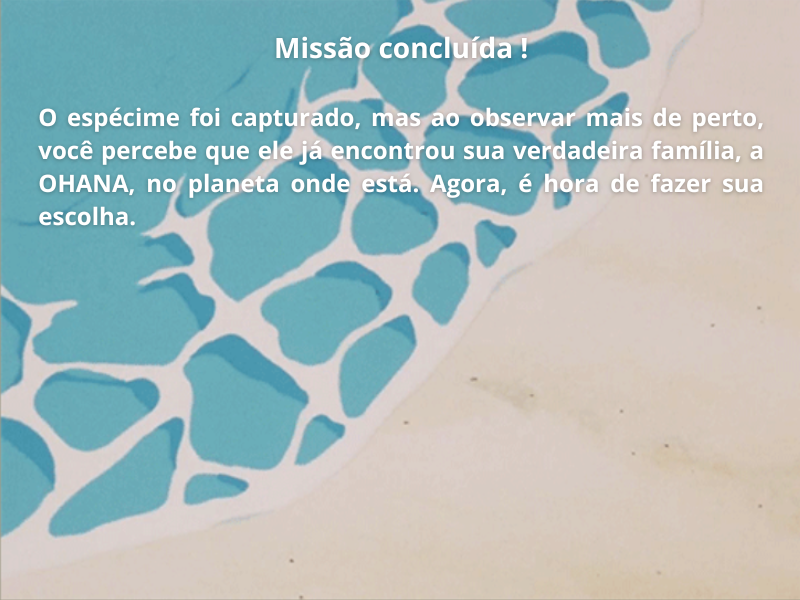 Missão concluída !
O espécime foi capturado, mas ao observar mais de perto,
você percebe que ele já encontrou sua verdadeira família, a
OHANA, no planeta onde está. Agora, é hora de fazer sua
escolha.